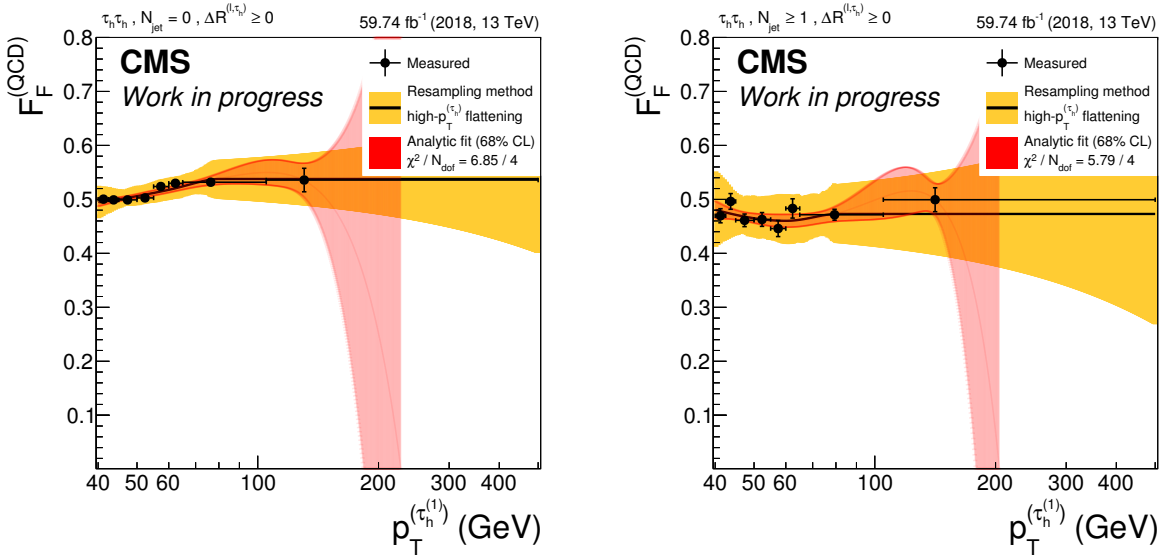 τhτh , Njet = 0 , ΔR(l,τh) ≥ 0
59.74 fb-1 (2018, 13 TeV)
CMS
Work in progress
Measured
Resampling method
high-pT(τh) flattening
Analytic fit (68% CL)
χ2 / Ndof = 6.85 / 4
FF(QCD)
0.8
0.7
0.6
0.5
0.4
0.3
0.2
0.1
40 50 60 100 200 300 400
pT(τh(1)) (GeV)
τhτh , Njet ≥ 1 , ΔR(l,τh) ≥ 0
59.74 fb-1 (2018, 13 TeV)
CMS
Work in progress
Measured
Resampling method
high-pT(τh) flattening
Analytic fit (68% CL)
χ2 / Ndof = 5.79 / 4
FF(QCD)
0.8
0.7
0.6
0.5
0.4
0.3
0.2
0.1
40 50 60 100 200 300 400
pT(τh(1)) (GeV)